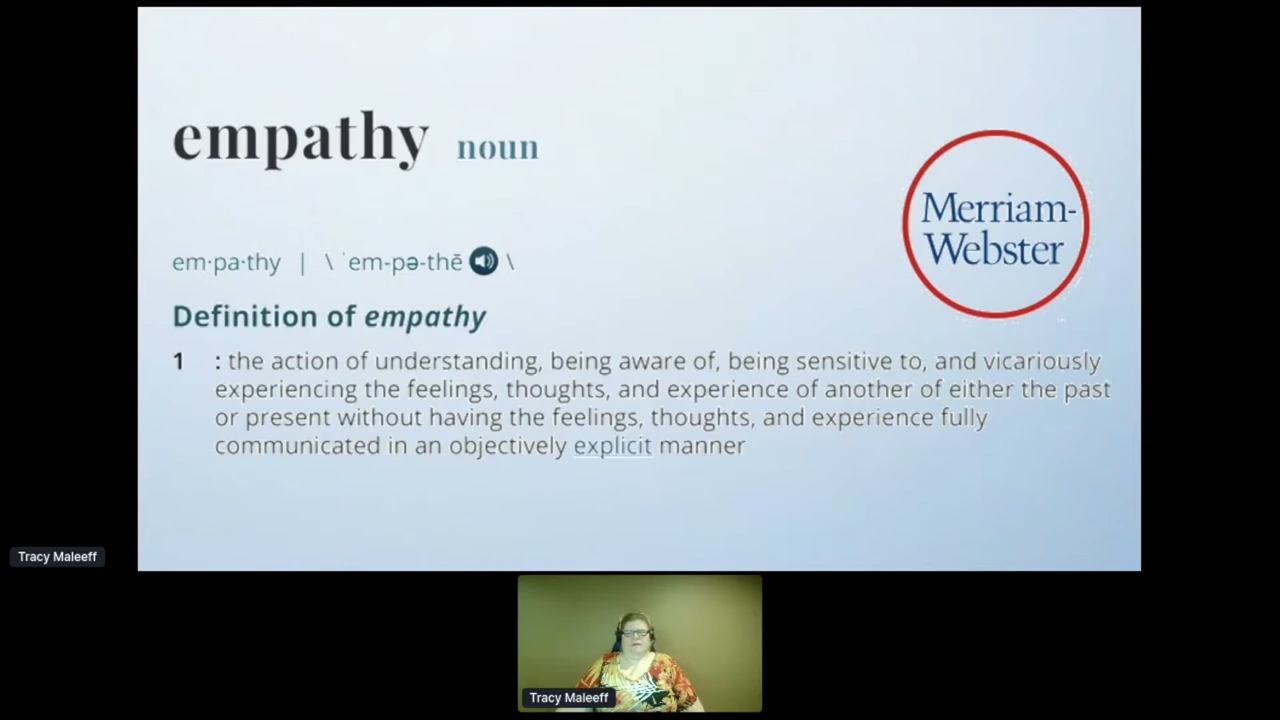 empathy noun
Merriam-
Webster
em·pa·thy | \ ˈem-pə-thē \
Definition of empathy
1 : the action of understanding, being aware of, being sensitive to, and vicariously
experiencing the feelings, thoughts, and experience of another of either the past
or present without having the feelings, thoughts, and experience fully
communicated in an objectively explicit manner
Tracy Maleeff
Tracy Maleeff